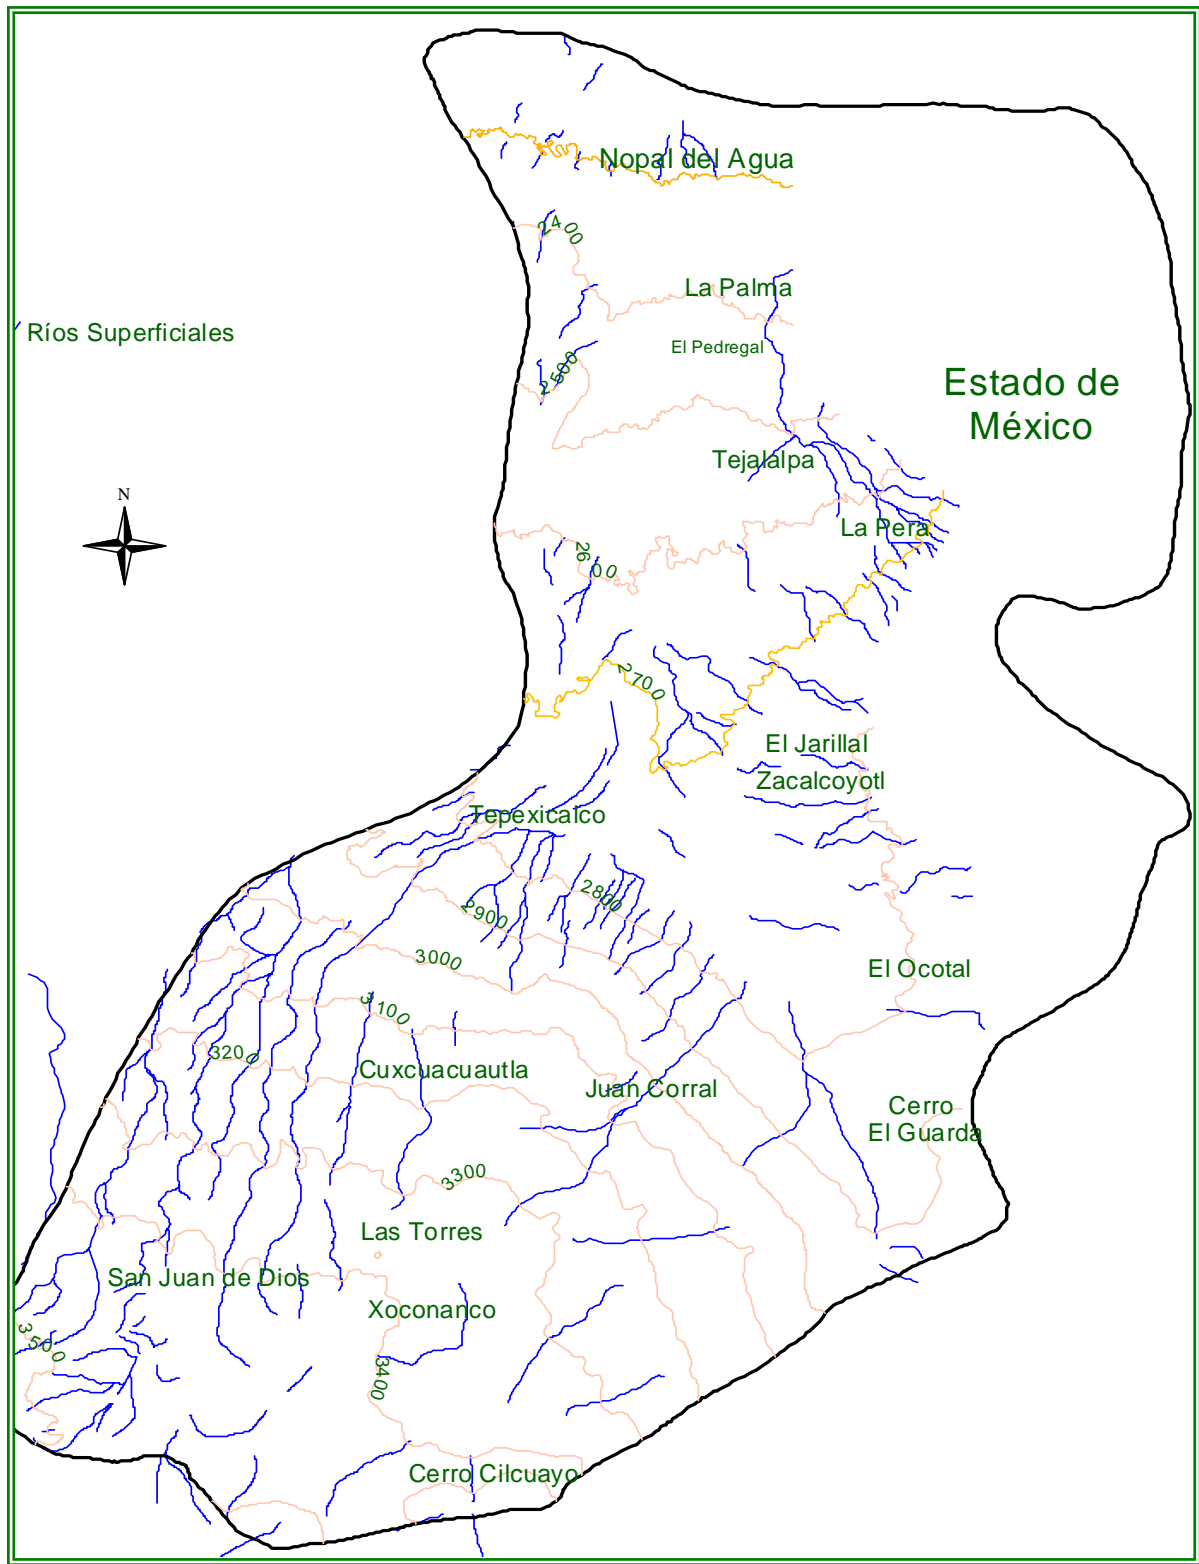 Nopal del Agua
2400
La Palma
Ríos Superficiales
El Pedregal
2500
Estado de
México
Tejalalpa
N
La Pera
2600
2700
El Jarillal
Zacalcoyotl
Tepexicalco
2800
2900
3000
El Ocotal
3100
3200
Cuxcuacuautla
Juan Corral
Cerro
El Guarda
3300
Las Torres
San Juan de Dios
Xoconanco
3500
3400
Cerro Cilcuayo